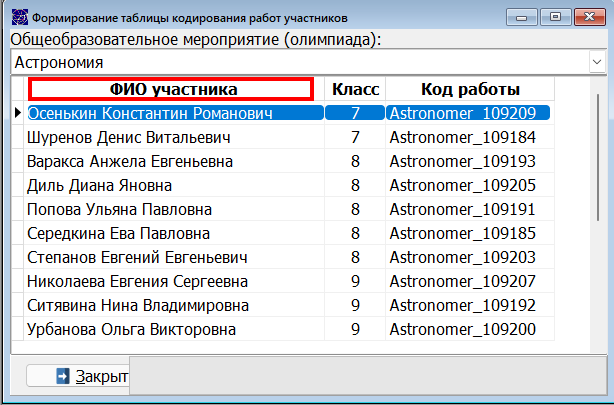 Формирование таблицы кодирования работ участников
Общеобразовательное мероприятие (олимпиада):
Астрономия
ФИО участника Класс Код работы
Осенькин Константин Романович 7 Astronomer_109209
Шуренов Денис Витальевич 7 Astronomer_109184
Варакса Анжела Евгеньевна 8 Astronomer_109193
Диль Диана Яновна 8 Astronomer_109205
Попова Ульяна Павловна 8 Astronomer_109191
Середкина Ева Павловна 8 Astronomer_109185
Степанов Евгений Евгеньевич 8 Astronomer_109203
Николаева Евгения Сергеевна 9 Astronomer_109207
Ситявина Нина Владимировна 9 Astronomer_109192
Урбанова Ольга Викторовна 9 Astronomer_109200
Закрыт